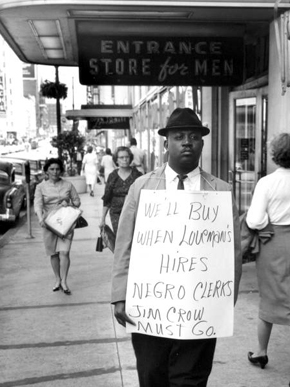 ENTRANCE
STORE for MEN
WE'LL BUY
WHEN LOVEMAN'S
HIRES
NEGRO CLERKS
JIM CROW
MUST GO.